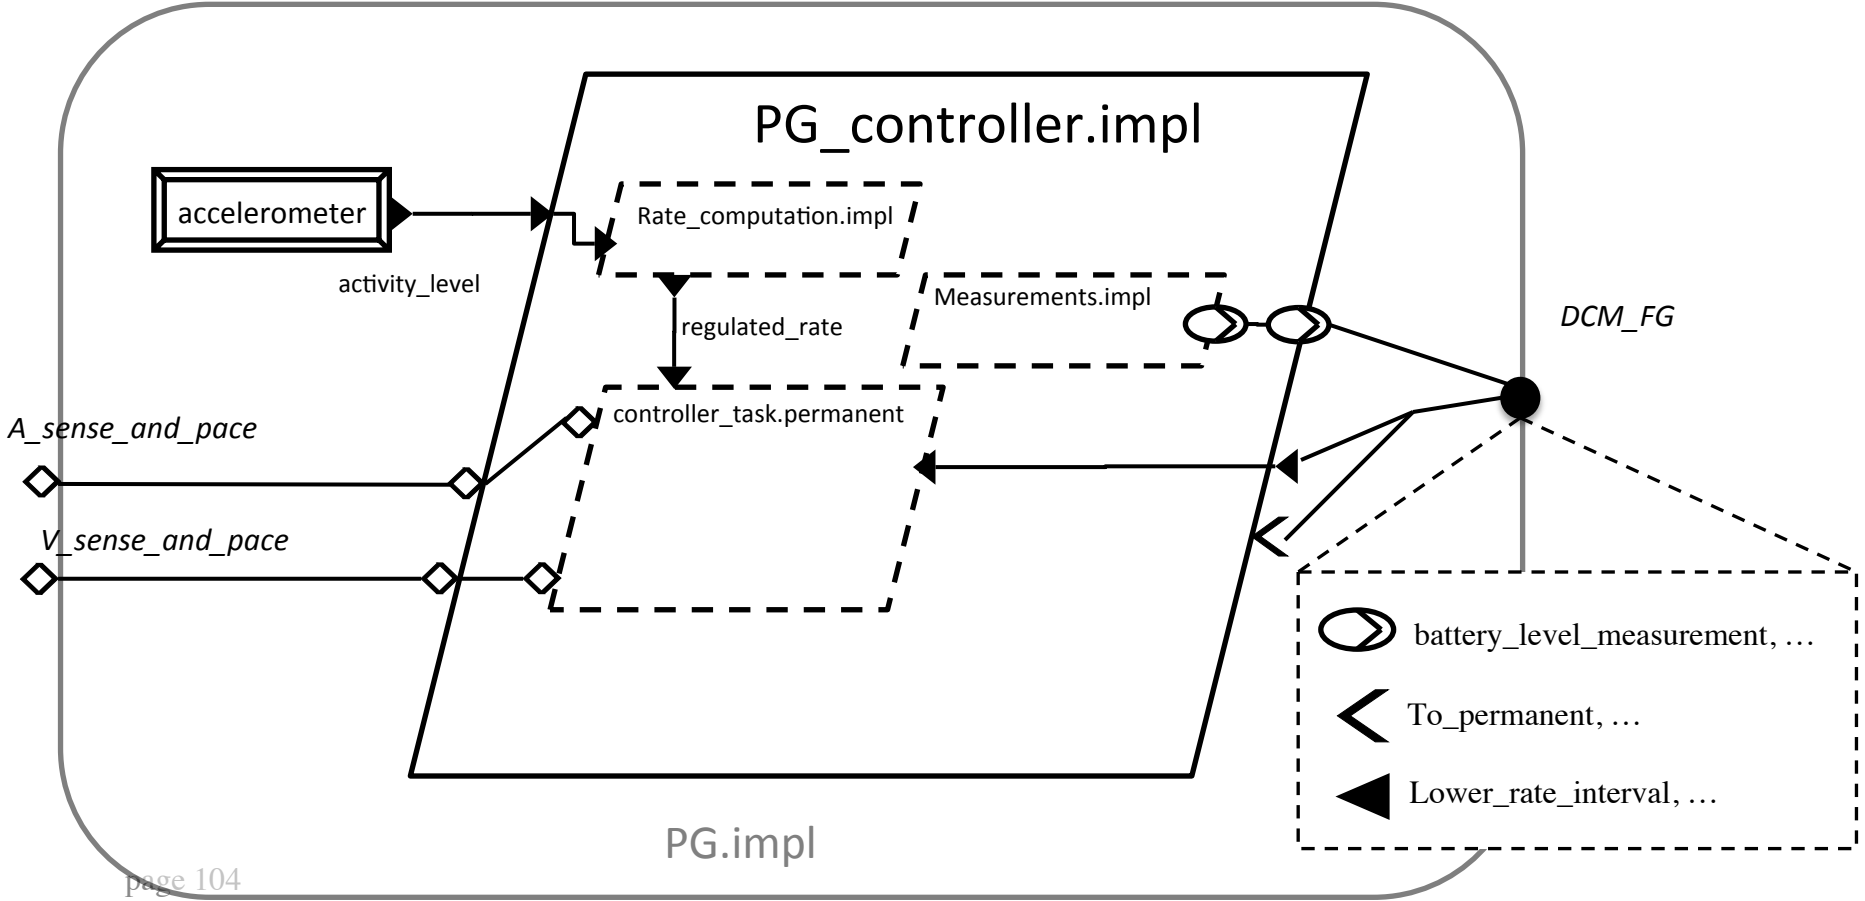 PG_controller.impl
accelerometer
Rate_computation.impl
activity_level
Measurements.impl
DCM_FG
regulated_rate
controller_task.permanent
A_sense_and_pace
V_sense_and_pace
battery_level_measurement, …
To_permanent, …
Lower_rate_interval, …
PG.impl
page 104